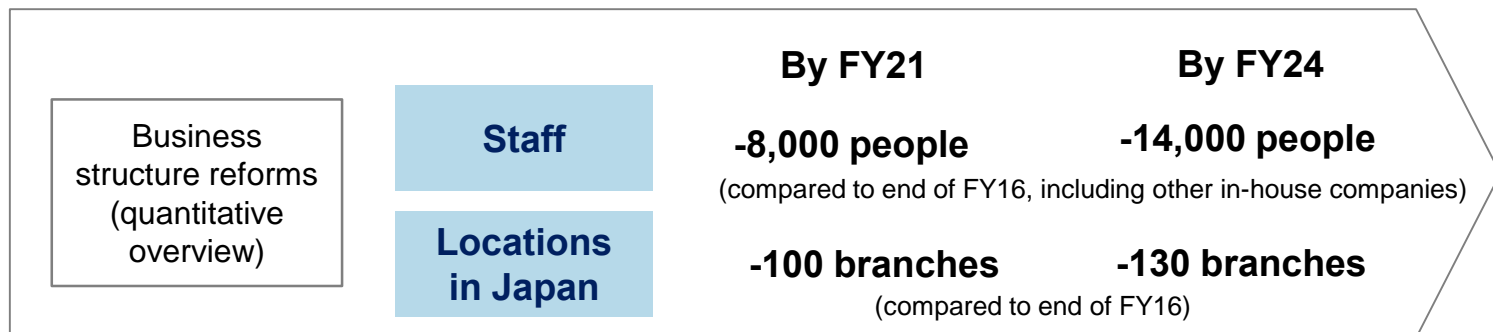 Business
structure reforms
(quantitative
overview)
By FY21
By FY24
Staff
-8,000 people
-14,000 people
(compared to end of FY16, including other in-house companies)
Locations
in Japan
-100 branches
-130 branches
(compared to end of FY16)